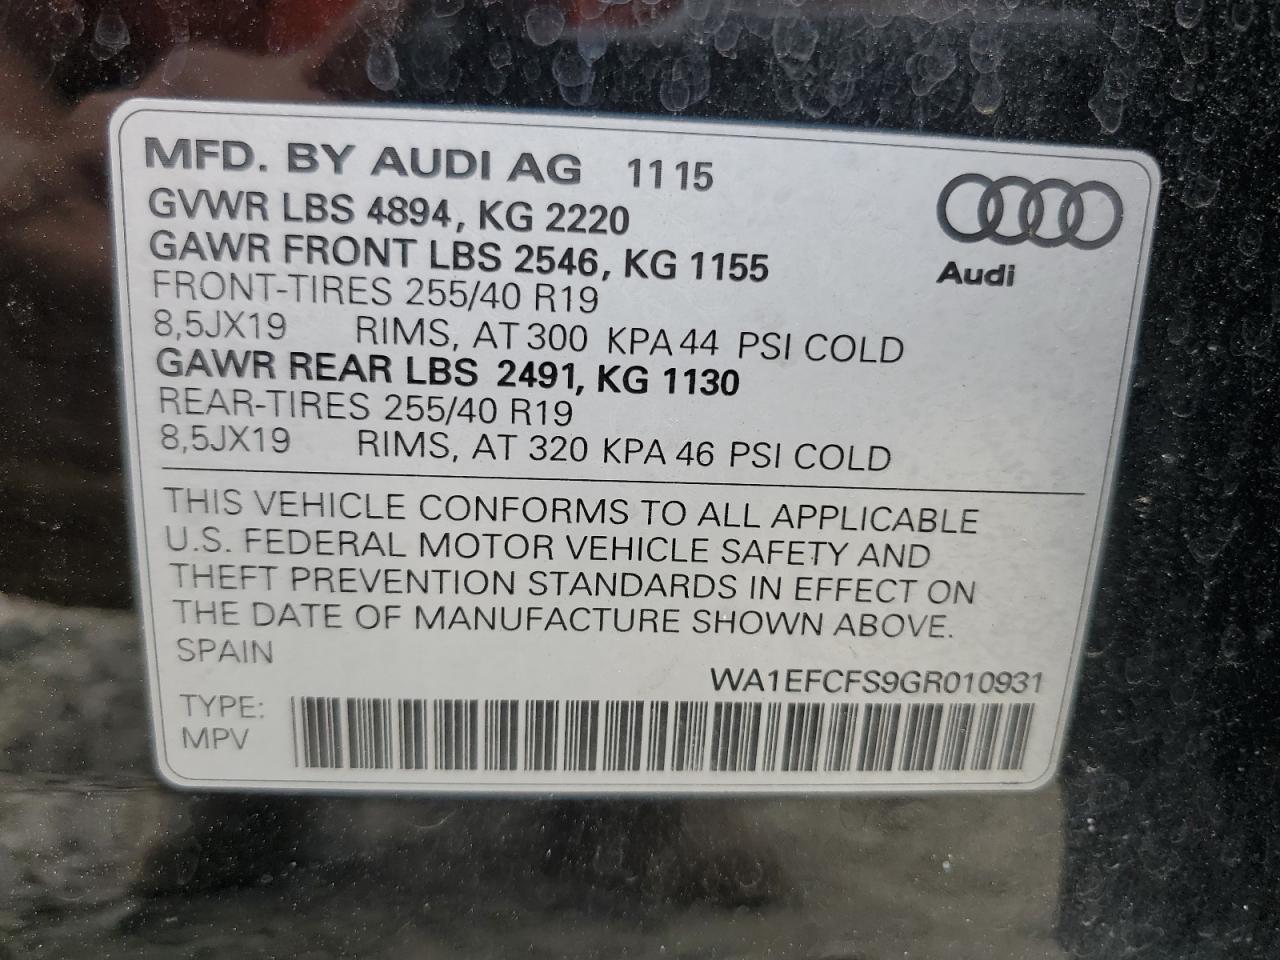 MFD. BY AUDI AG 11 15
GVWR LBS 4894, KG 2220
GAWR FRONT LBS 2546, KG 1155
FRONT-TIRES 255/40 R19
8,5JX19 RIMS, AT 300 KPA 44 PSI COLD
GAWR REAR LBS 2491, KG 1130
REAR-TIRES 255/40 R19
8,5JX19 RIMS, AT 320 KPA 46 PSI COLD
Audi
THIS VEHICLE CONFORMS TO ALL APPLICABLE
U.S. FEDERAL MOTOR VEHICLE SAFETY AND
THEFT PREVENTION STANDARDS IN EFFECT ON
THE DATE OF MANUFACTURE SHOWN ABOVE.
SPAIN
WA1EFCFS9GR010931
TYPE:
MPV